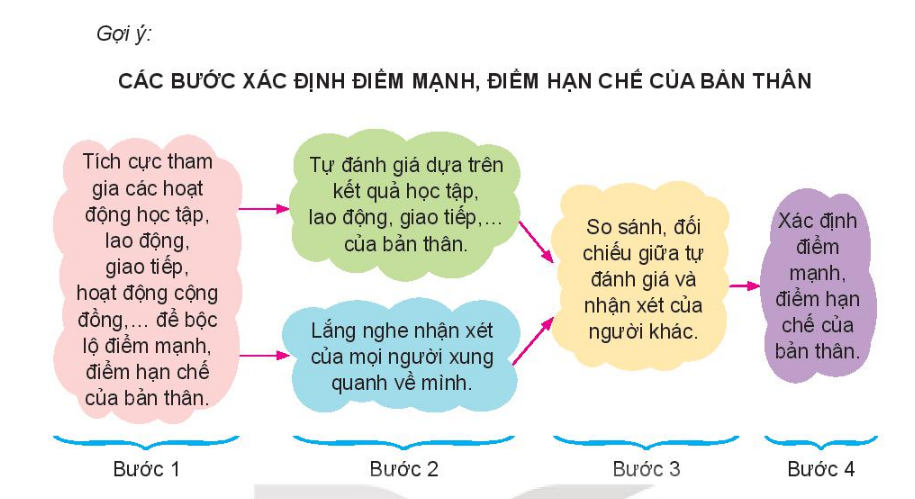 Gợi ý:
CÁC BƯỚC XÁC ĐỊNH ĐIỂM MẠNH, ĐIỂM HẠN CHẾ CỦA BẢN THÂN
Tích cực tham
gia các hoạt
động học tập,
lao động,
giao tiếp,
hoạt động cộng
đồng,... để bộc
lộ điểm mạnh,
điểm hạn chế
của bản thân.
Tự đánh giá dựa trên
kết quả học tập,
lao động, giao tiếp,...
của bản thân.
Lắng nghe nhận xét
của mọi người xung
quanh về mình.
So sánh, đối
chiếu giữa tự
đánh giá và
nhận xét của
người khác.
Xác định
điểm
mạnh,
điểm hạn
chế của
bản thân.
Bước 1
Bước 2
Bước 3
Bước 4